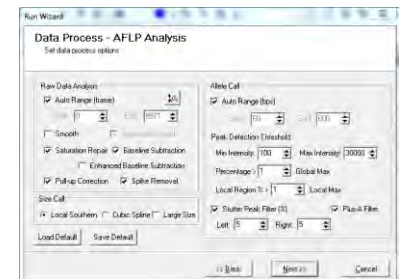 Run Wizard
Data Process - AFLP Analysis
Set data process options
Raw Data Analysis
Auto Range (frame)
Smooth
Saturation Repair Baseline Subtraction
Enhanced Baseline Subtraction
Pull-up Correction Spike Removal
Size Call
Local Southern Cubic Spline Large Size
Load Default Save Default
Allele Call
Auto Range (bps)
Peak Detection Threshold
Min Intensity: 100 Max Intensity: 30000
Percentage > 1 Global Max
Local Region % > 1 Local Max
Stutter Peak Filter (%) Plus-A Filter
Left: 5 Right: 5
<< Back Next >> Cancel